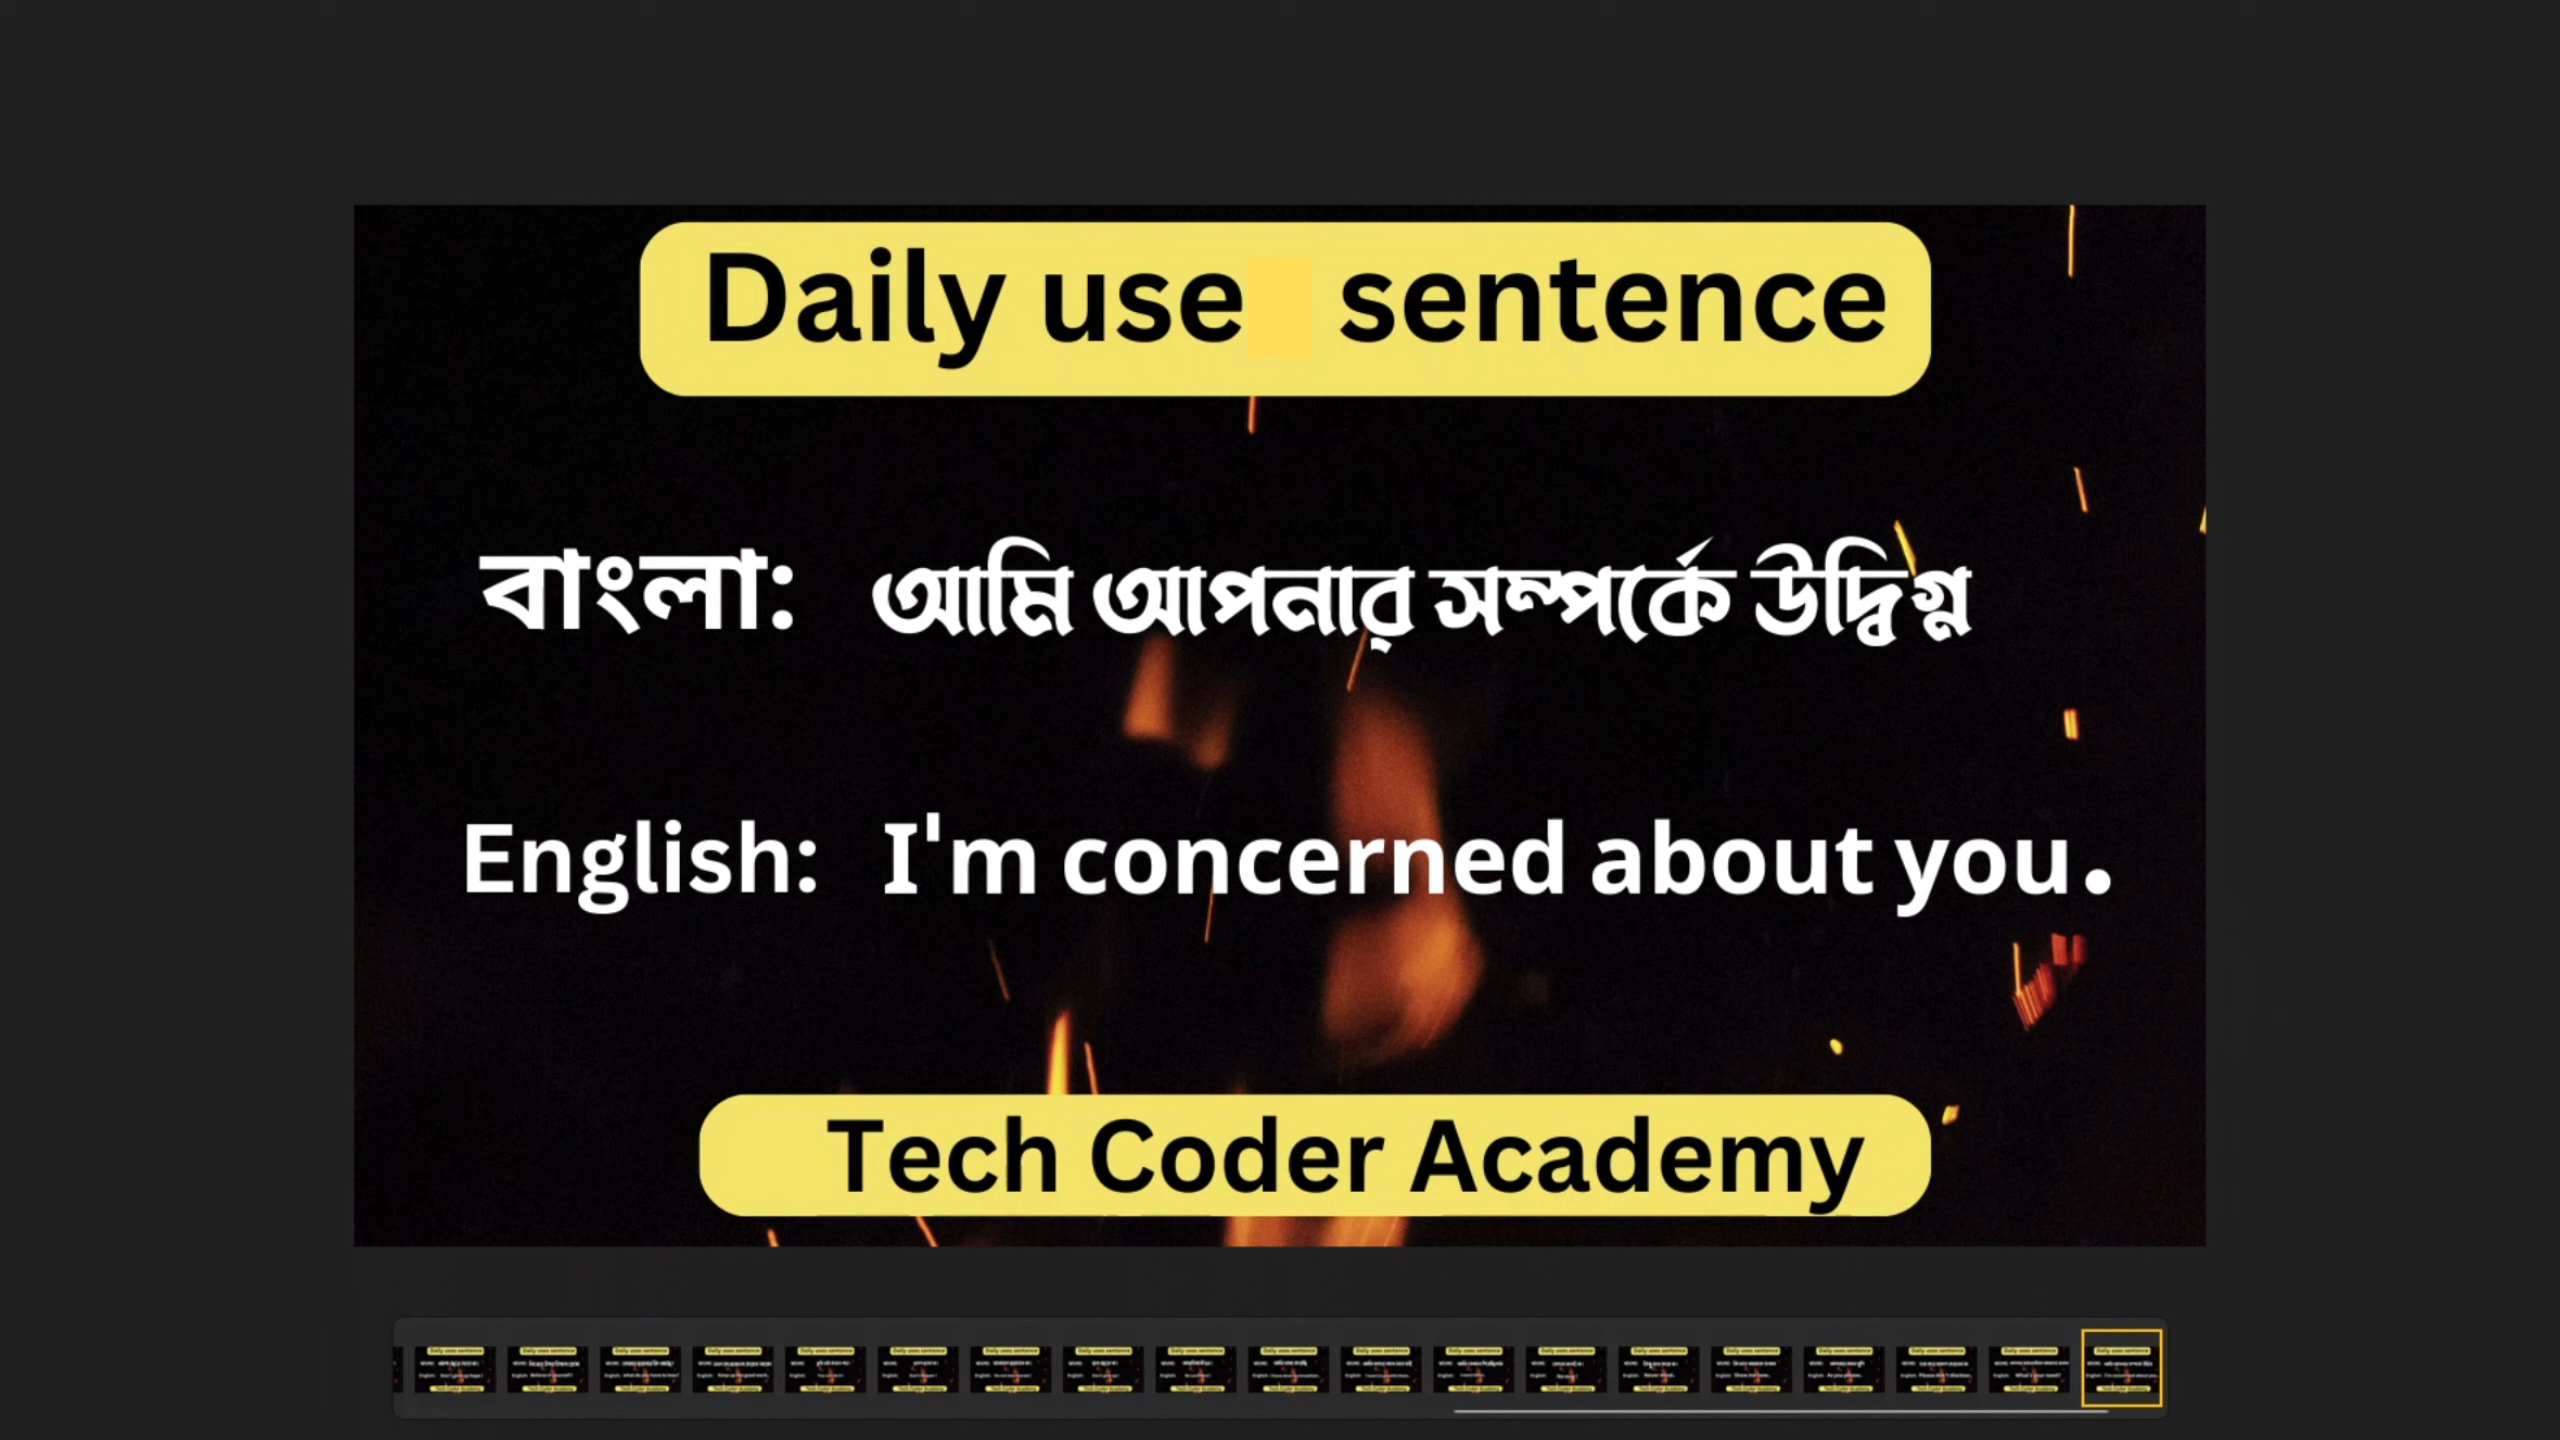 Daily use sentence
বাংলা: আমি আপনার সম্পর্কে উদ্বিগ্ন
English: I'm concerned about you.
Tech Coder Academy